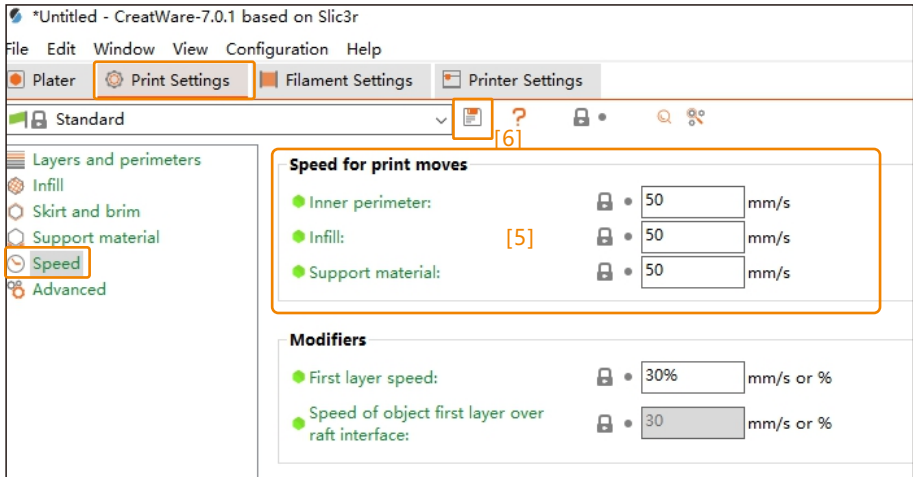 *Untitled - CreatWare-7.0.1 based on Slic3r
File Edit Window View Configuration Help
Plater Print Settings Filament Settings Printer Settings
Standard ?
[6]
Layers and perimeters
Infill
Skirt and brim
Support material
Speed
Advanced
Speed for print moves
Inner perimeter: 50 mm/s
Infill: [5] 50 mm/s
Support material: 50 mm/s
Modifiers
First layer speed: 30% mm/s or %
Speed of object first layer over
raft interface: 30 mm/s or %